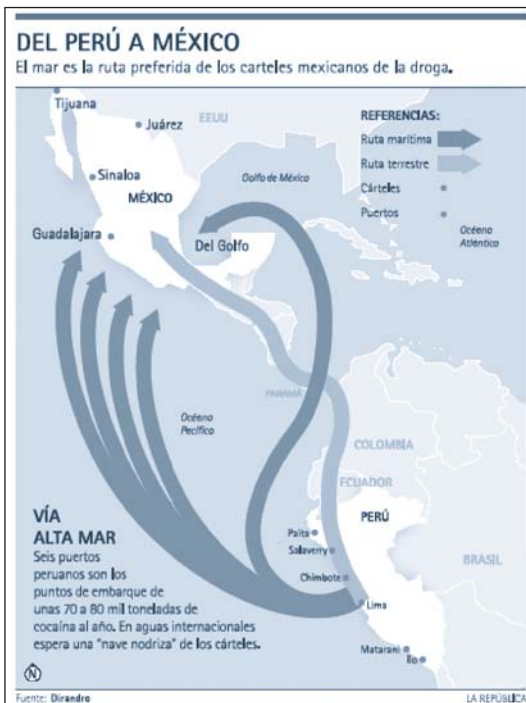 DEL PERÚ A MÉXICO
El mar es la ruta preferida de los carteles mexicanos de la droga.
Tijuana
Juárez
EEUU
REFERENCIAS:
Ruta marítima
Ruta terrestre
Cárteles
Puertos
Sinaloa
MÉXICO
Golfo de México
Océano
Atlántico
Guadalajara
Del Golfo
PANAMÁ
Océano
Pecífico
COLOMBIA
ECUADOR
PERÚ
BRASIL
Paita
Salaverry
Chimbote
Lima
Matarani
Ilo
VÍA
ALTA MAR
Seis puertos
peruanos son los
puntos de embarque de
unas 70 a 80 mil toneladas de
cocaína al año. En aguas internacionales
espera una "nave nodriza" de los cárteles.
N
Fuente: Dirandro
LA REPÚBLICA